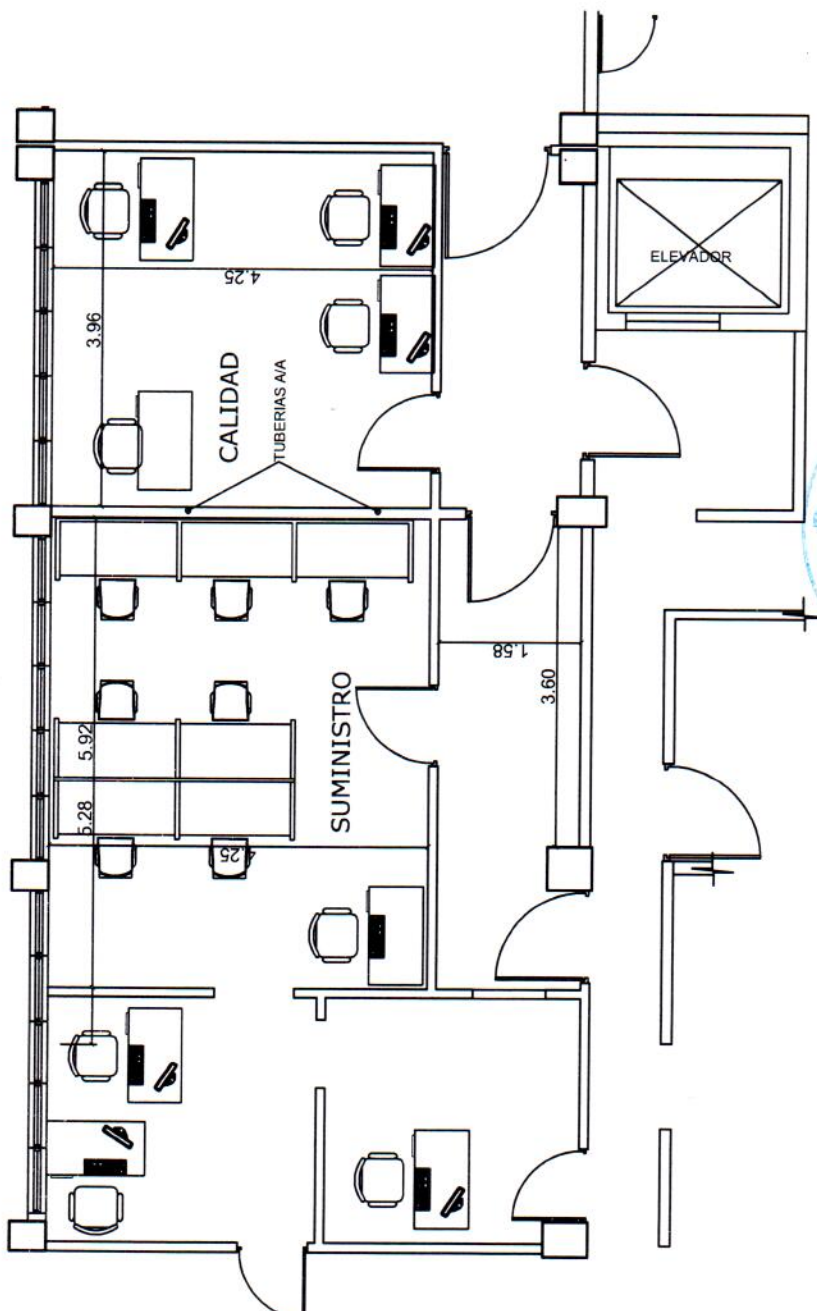 ELEVADOR
4.25
3.96
CALIDAD
TUBERIAS A/A
1.58
3.60
5.92
5.28
SUMINISTRO
4.25